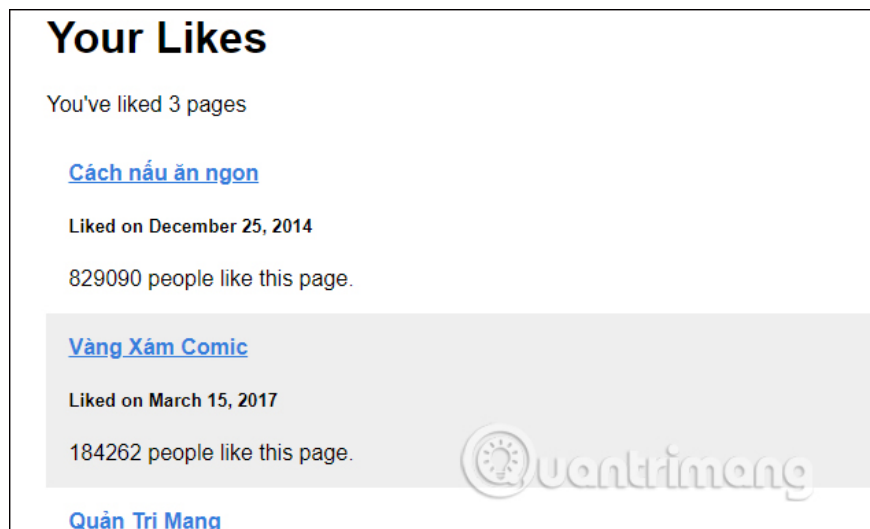 Your Likes
You've liked 3 pages
Cách nấu ăn ngon
Liked on December 25, 2014
829090 people like this page.
Vàng Xám Comic
Liked on March 15, 2017
184262 people like this page.
Quantrimang
Quản Trị Mạng